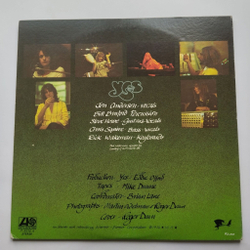 yes
Jon Anderson vocals
Bill Bruford Percussion
Steve Howe Guitars vocals
Chris Squire Bass vocals
Rick Wakeman Keyboards
Production Yes Eddie Offord
Tapes Mike Dunne
Co-ordinator Brian Lane
Photographs Martyn Adelman Roger Dean
Cover Roger Dean